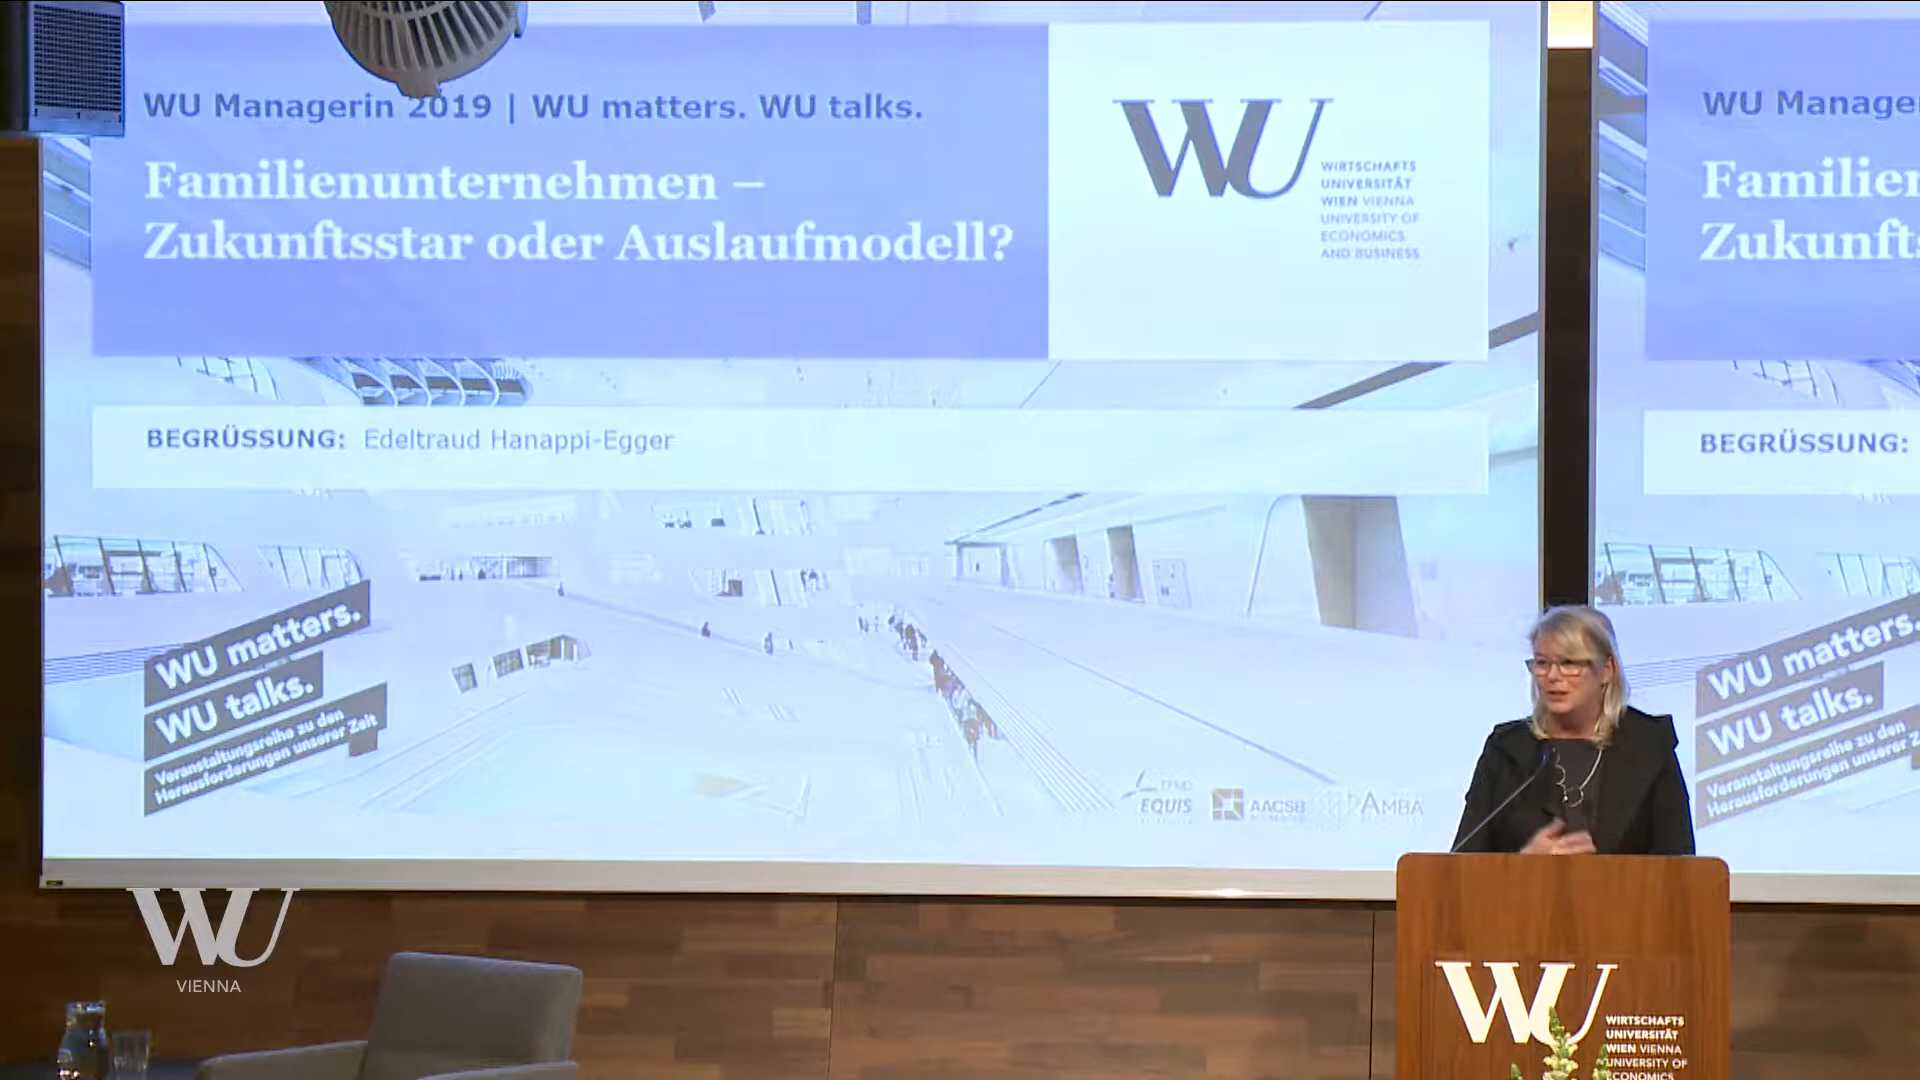 WU Managerin 2019 | WU matters. WU talks.
Familienunternehmen –
Zukunftsstar oder Auslaufmodell?
WU
WIRTSCHAFTS
UNIVERSITÄT
WIEN VIENNA
UNIVERSITY OF
ECONOMICS
AND BUSINESS
BEGRÜSSUNG: Edeltraud Hanappi-Egger
WU matters.
WU talks.
Veranstaltungsreihe zu den
Herausforderungen unserer Zeit
EFMD
EQUIS
AACSB
AMBA
WU Manage
Familien
Zukunfts
BEGRÜSSUNG:
WU matters.
WU talks.
Veranstaltungsreihe zu den
Herausforderungen unserer Z
WU
VIENNA
WU
WIRTSCHAFTS
UNIVERSITÄT
WIEN VIENNA
UNIVERSITY OF
ECONOMICS